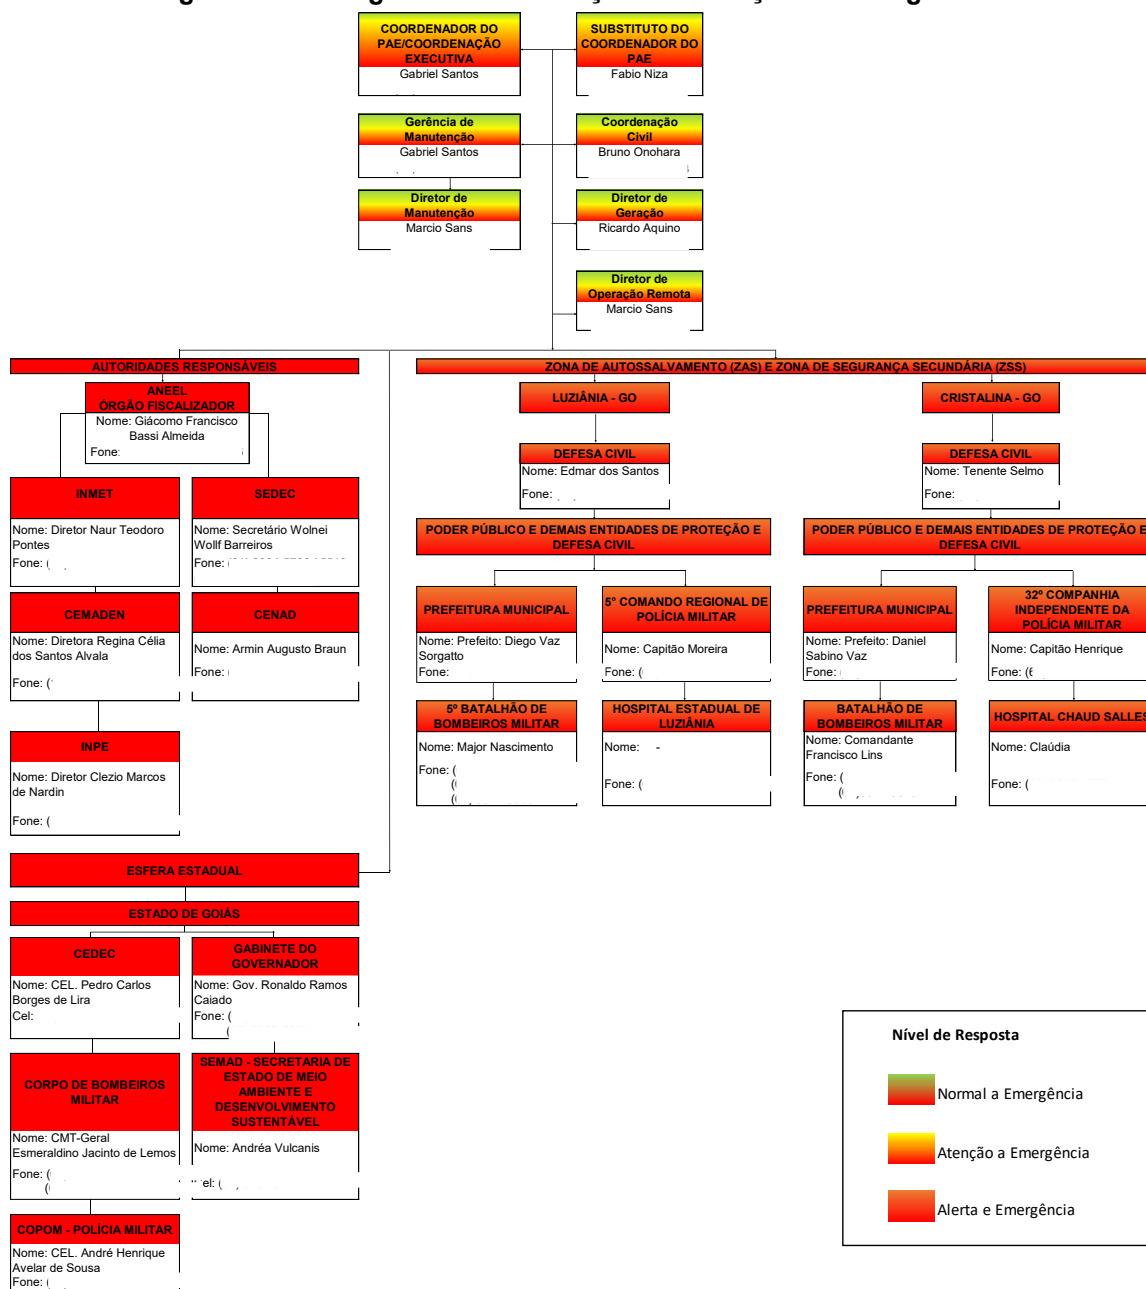 COORDENADOR DO
PAE/COORDENAÇÃO
EXECUTIVA
Gabriel Santos
SUBSTITUTO DO
COORDENADOR DO
PAE
Fabio Niza
Gerência de
Manutenção
Gabriel Santos
Coordenação
Civil
Bruno Onohara
Diretor de
Manutenção
Marcio Sans
Diretor de
Geração
Ricardo Aquino
Diretor de
Operação Remota
Marcio Sans
AUTORIDADES RESPONSÁVEIS
ANEEL
ÓRGÃO FISCALIZADOR
Nome: Giácomo Francisco
Bassi Almeida
Fone:
INMET
Nome: Diretor Naur Teodoro
Pontes
Fone: (
SEDEC
Nome: Secretário Wolnei
Wollf Barreiros
Fone: (
CEMADEN
Nome: Diretora Regina Célia
dos Santos Alvala
Fone: (
CENAD
Nome: Armin Augusto Braun
Fone: (
INPE
Nome: Diretor Clezio Marcos
de Nardin
Fone: (
ZONA DE AUTOSSALVAMENTO (ZAS) E ZONA DE SEGURANÇA SECUNDÁRIA (ZSS)
LUZIÂNIA - GO
DEFESA CIVIL
Nome: Edmar dos Santos
Fone:
PODER PÚBLICO E DEMAIS ENTIDADES DE PROTEÇÃO E
DEFESA CIVIL
PREFEITURA MUNICIPAL
Nome: Prefeito: Diego Vaz
Sorgatto
Fone:
5º COMANDO REGIONAL DE
POLÍCIA MILITAR
Nome: Capitão Moreira
Fone: (
5º BATALHÃO DE
BOMBEIROS MILITAR
Nome: Major Nascimento
Fone: (
(
(
HOSPITAL ESTADUAL DE
LUZIÂNIA
Nome: -
Fone: (
CRISTALINA - GO
DEFESA CIVIL
Nome: Tenente Selmo
Fone:
PODER PÚBLICO E DEMAIS ENTIDADES DE PROTEÇÃO E
DEFESA CIVIL
PREFEITURA MUNICIPAL
Nome: Prefeito: Daniel
Sabino Vaz
Fone:
32º COMPANHIA
INDEPENDENTE DA
POLÍCIA MILITAR
Nome: Capitão Henrique
Fone: (6
BATALHÃO DE
BOMBEIROS MILITAR
Nome: Comandante
Francisco Lins
Fone: (
(
HOSPITAL CHAUD SALLES
Nome: Claúdia
Fone: (
ESFERA ESTADUAL
ESTADO DE GOIÁS
CEDEC
Nome: CEL. Pedro Carlos
Borges de Lira
Cel:
GABINETE DO
GOVERNADOR
Nome: Gov. Ronaldo Ramos
Caiado
Fone: (
(
CORPO DE BOMBEIROS
MILITAR
Nome: CMT-Geral
Esmeraldino Jacinto de Lemos
Fone: (
(
SEMAD - SECRETARIA DE
ESTADO DE MEIO
AMBIENTE E
DESENVOLVIMENTO
SUSTENTÁVEL
Nome: Andréa Vulcanis
COPOM - POLÍCIA MILITAR
Nome: CEL. André Henrique
Avelar de Sousa
Fone: (
Nível de Resposta
Normal a Emergência
Atenção a Emergência
Alerta e Emergência